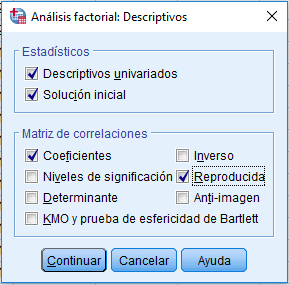 Análisis factorial: Descriptivos
Estadísticos
Descriptivos univariados
Solución inicial
Matriz de correlaciones
Coeficientes
Inverso
Niveles de significación
Reproducida
Determinante
Anti-imagen
KMO y prueba de esfericidad de Bartlett
Continuar
Cancelar
Ayuda